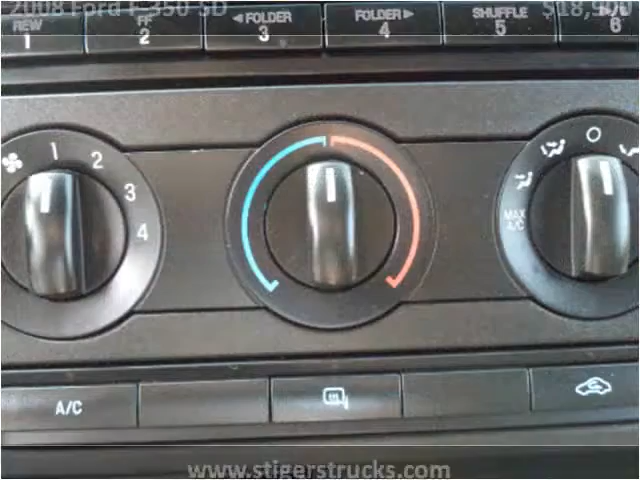 2008 Ford F-350 SD
REW FF ◄FOLDER FOLDER► SHUFFLE
1 2 3 4 5 6
1 2 3 4
MAX A/C
A/C
www.stigerstrucks.com